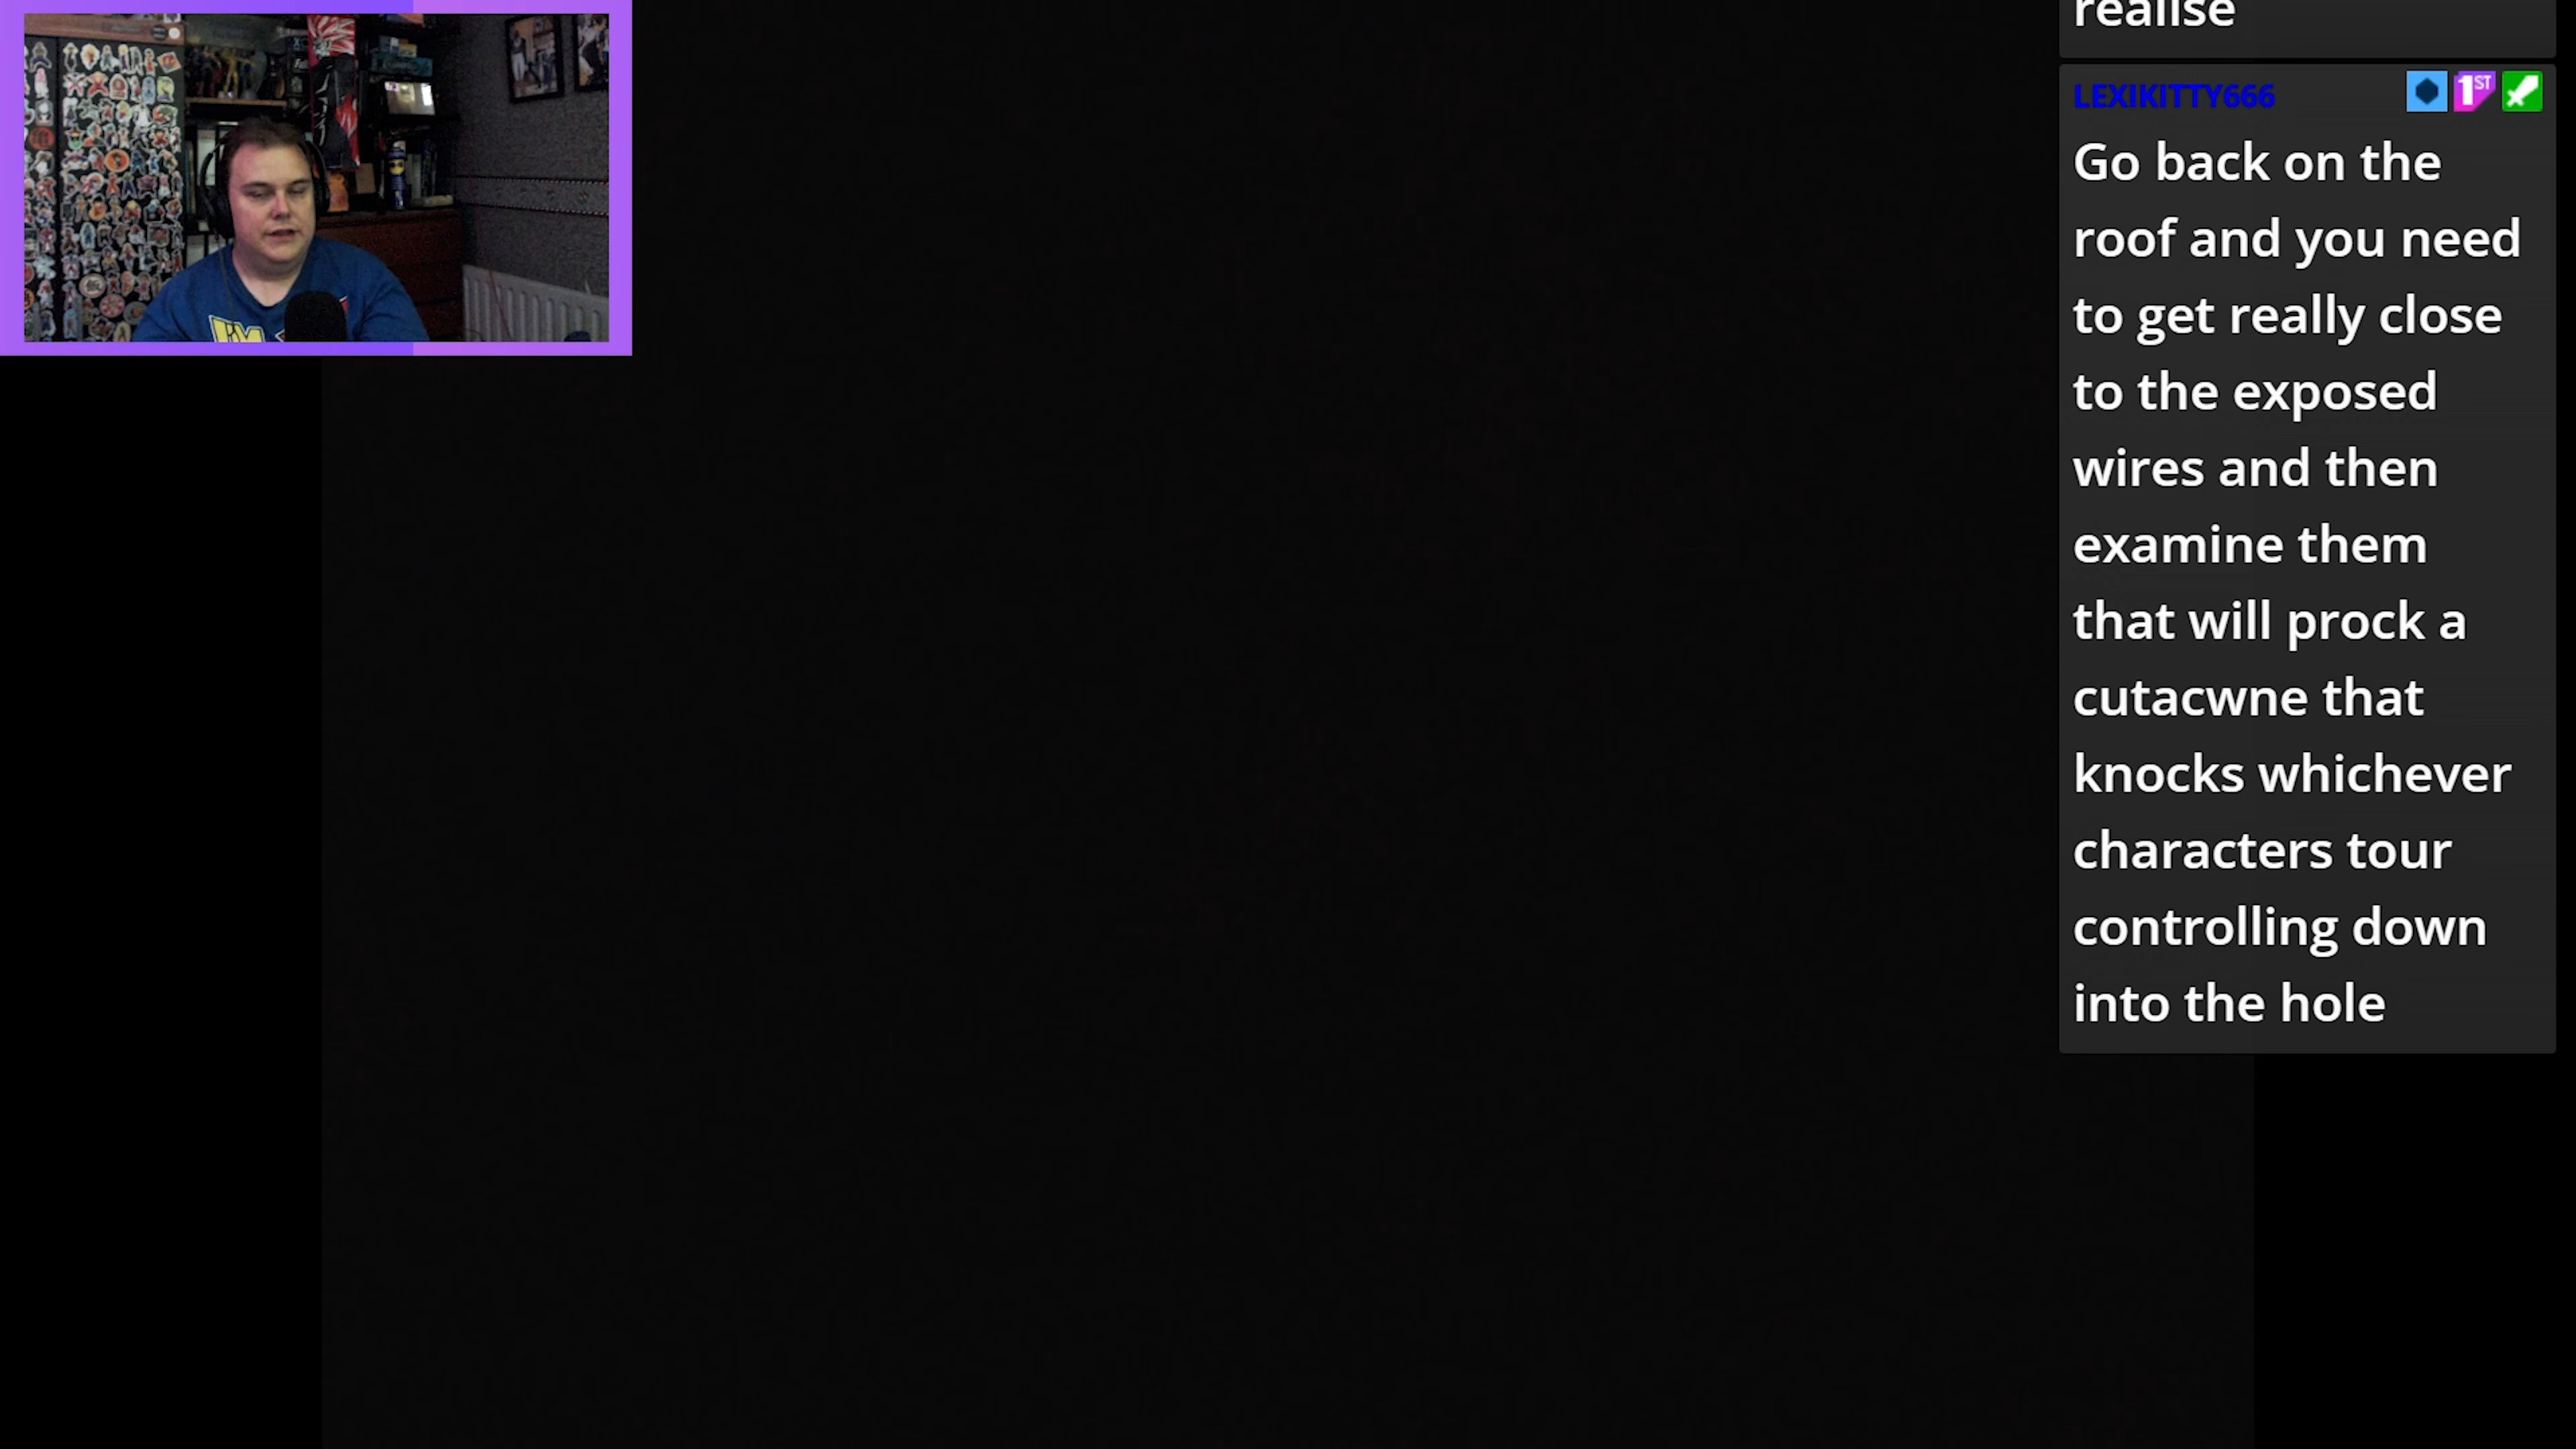 realise
LEXIKITTY666
1ST
Go back on the
roof and you need
to get really close
to the exposed
wires and then
examine them
that will prock a
cutacwne that
knocks whichever
characters tour
controlling down
into the hole